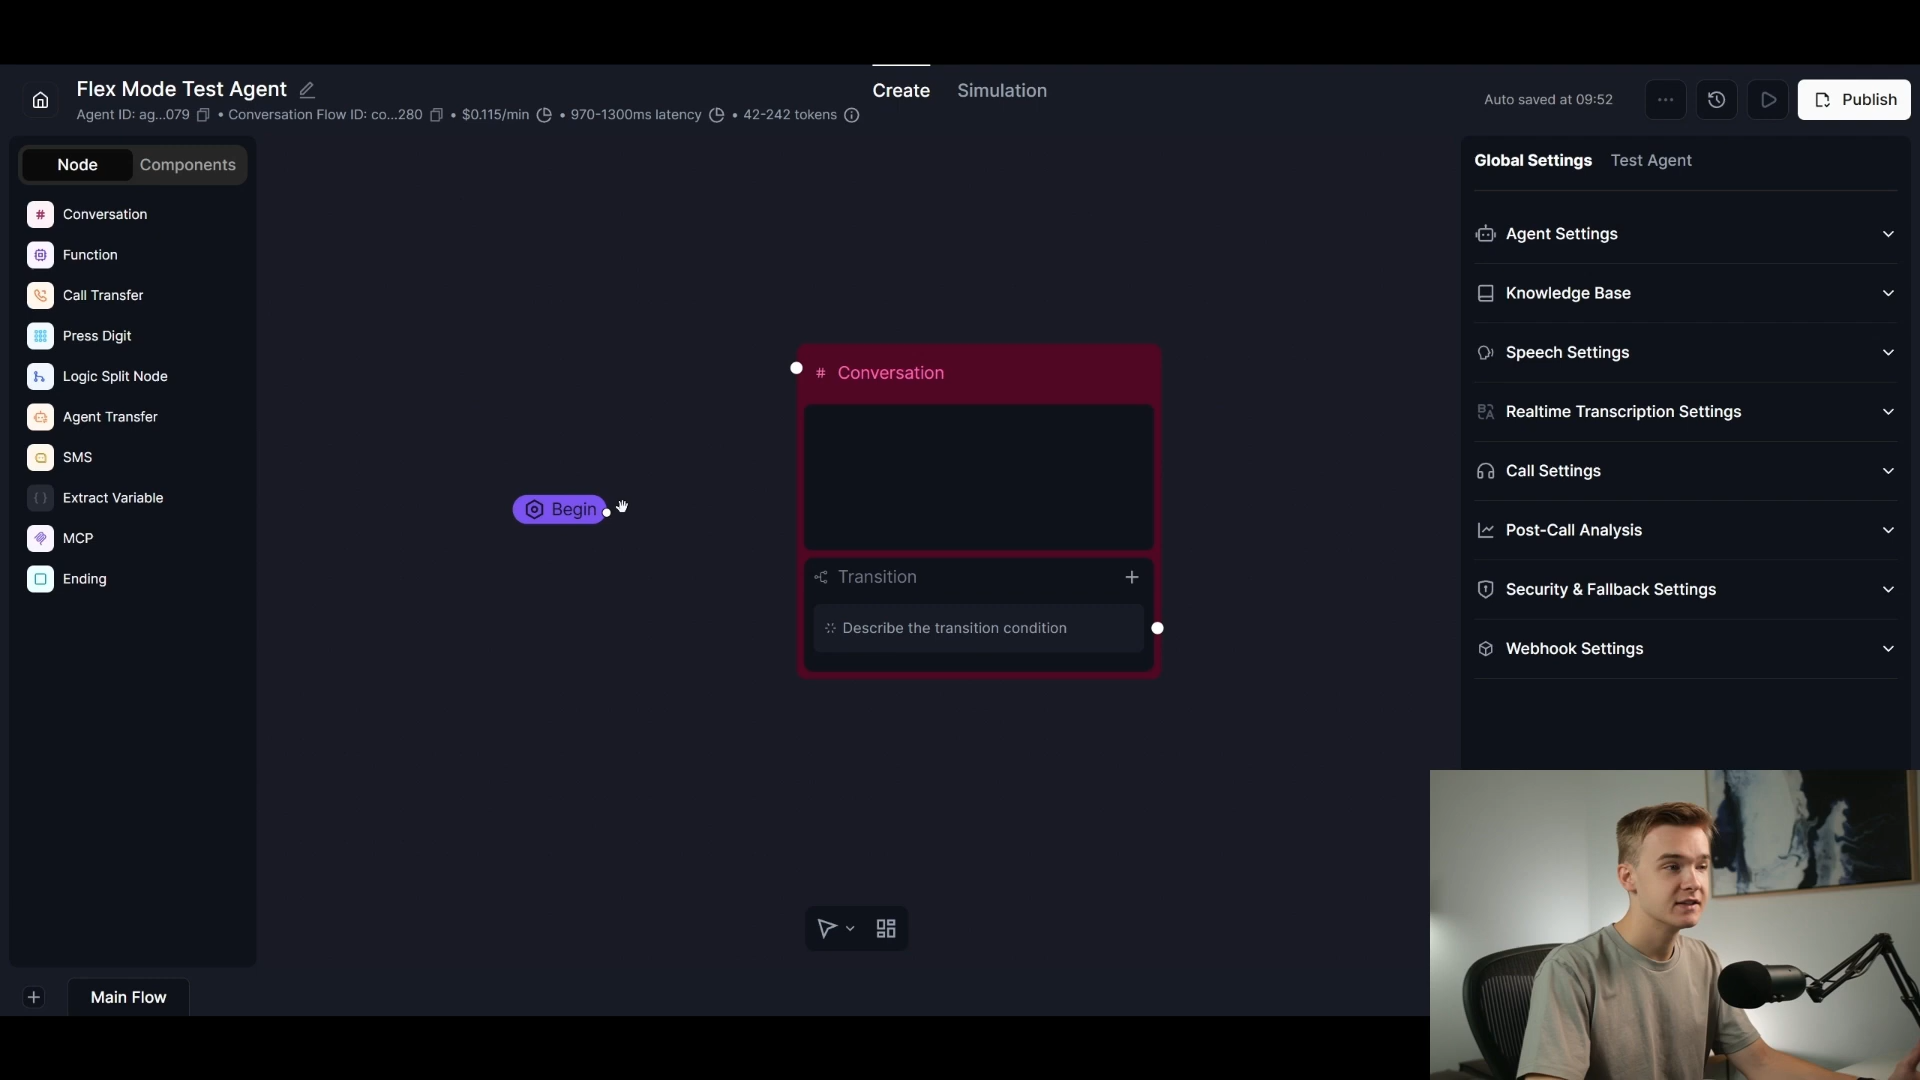 Flex Mode Test Agent
Agent ID: ag...079 • Conversation Flow ID: co...280 • $0.115/min • 970-1300ms latency • 42-242 tokens
Create
Simulation
Auto saved at 09:52
Publish
Node
Components
Conversation
Function
Call Transfer
Press Digit
Logic Split Node
Agent Transfer
SMS
Extract Variable
MCP
Ending
Begin
# Conversation
Transition
Describe the transition condition
Global Settings
Test Agent
Agent Settings
Knowledge Base
Speech Settings
Realtime Transcription Settings
Call Settings
Post-Call Analysis
Security & Fallback Settings
Webhook Settings
Main Flow